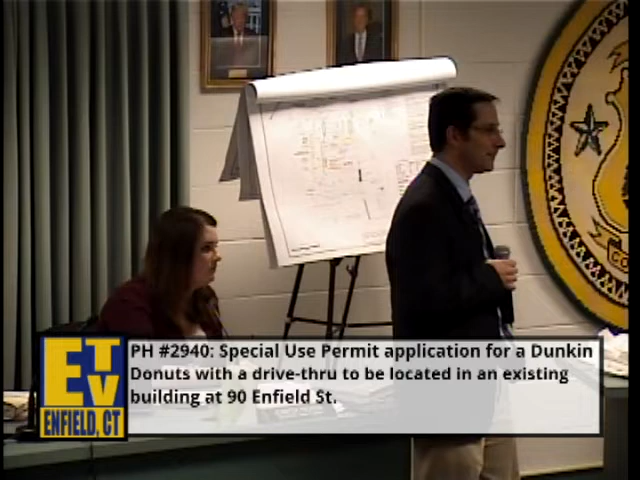 E TV
ENFIELD, CT
PH #2940: Special Use Permit application for a Dunkin
Donuts with a drive-thru to be located in an existing
building at 90 Enfield St.